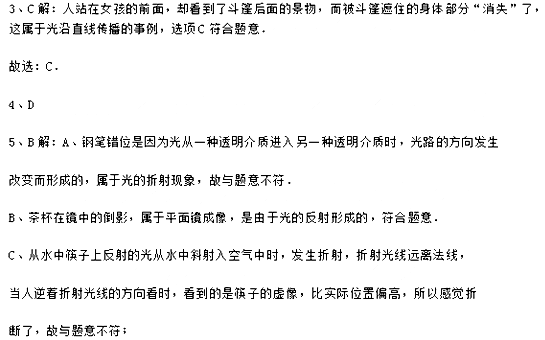 3、C解：人站在女孩的前面，却看到了斗篷后面的景物，而被斗篷遮住的身体部分“消失”了，
这属于光沿直线传播的事例，选项C 符合题意．
故选：C．
4、D
5、B解：A、钢笔错位是因为光从一种透明介质进入另一种透明介质时，光路的方向发生
改变而形成的，属于光的折射现象，故与题意不符．
B、茶杯在镜中的倒影，属于平面镜成像，是由于光的反射形成的，符合题意．
C、从水中筷子上反射的光从水中斜射入空气中时，发生折射，折射光线远离法线，
当人逆着折射光线的方向看时，看到的是筷子的虚像，比实际位置偏高，所以感觉折
断了，故与题意不符；